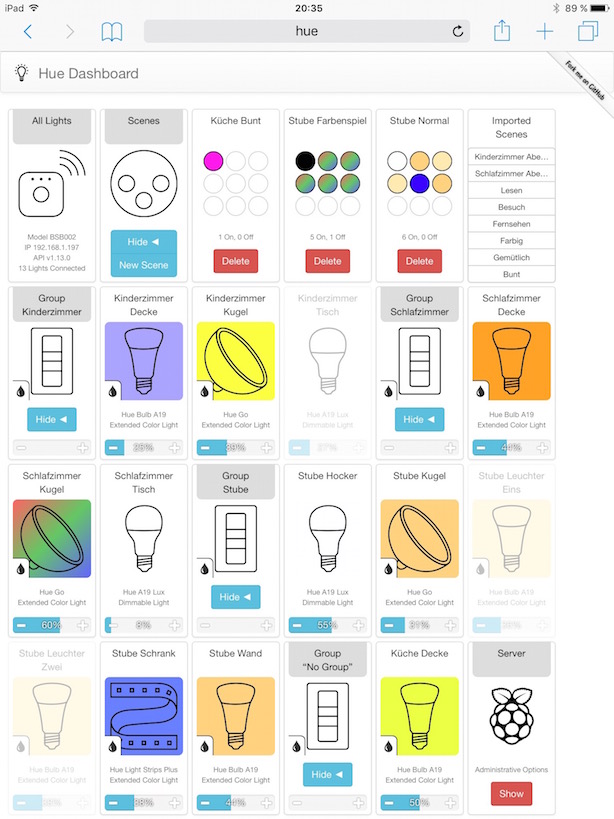 iPad 20:35 89 %
hue
Hue Dashboard
Fork me on GitHub
All Lights
Model BSB002
IP 192.168.1.197
API v1.13.0
13 Lights Connected
Scenes
Hide
New Scene
Küche Bunt
1 On, 0 Off
Delete
Stube Farbenspiel
5 On, 1 Off
Delete
Stube Normal
6 On, 0 Off
Delete
Imported
Scenes
Kinderzimmer Abe...
Schlafzimmer Abe...
Lesen
Besuch
Fernsehen
Farbig
Gemütlich
Bunt
Group
Kinderzimmer
Hide
Kinderzimmer
Decke
Hue Bulb A19
Extended Color Light
35%
Kinderzimmer
Kugel
Hue Go
Extended Color Light
39%
Kinderzimmer
Tisch
Hue A19 Lux
Dimmable Light
37%
Group
Schlafzimmer
Hide
Schlafzimmer
Decke
Hue Bulb A19
Extended Color Light
44%
Schlafzimmer
Kugel
Hue Go
Extended Color Light
60%
Schlafzimmer
Tisch
Hue A19 Lux
Dimmable Light
8%
Group
Stube
Hide
Stube Hocker
Hue A19 Lux
Dimmable Light
55%
Stube Kugel
Hue Go
Extended Color Light
31%
Stube Leuchter
Eins
Hue Bulb A19
Extended Color Light
Stube Leuchter
Zwei
Hue Bulb A19
Extended Color Light
Stube Schrank
Hue Light Strips Plus
Extended Color Light
38%
Stube Wand
Hue Bulb A19
Extended Color Light
44%
Group
“No Group”
Hide
Küche Decke
Hue Bulb A19
Extended Color Light
50%
Server
Administrative Options
Show